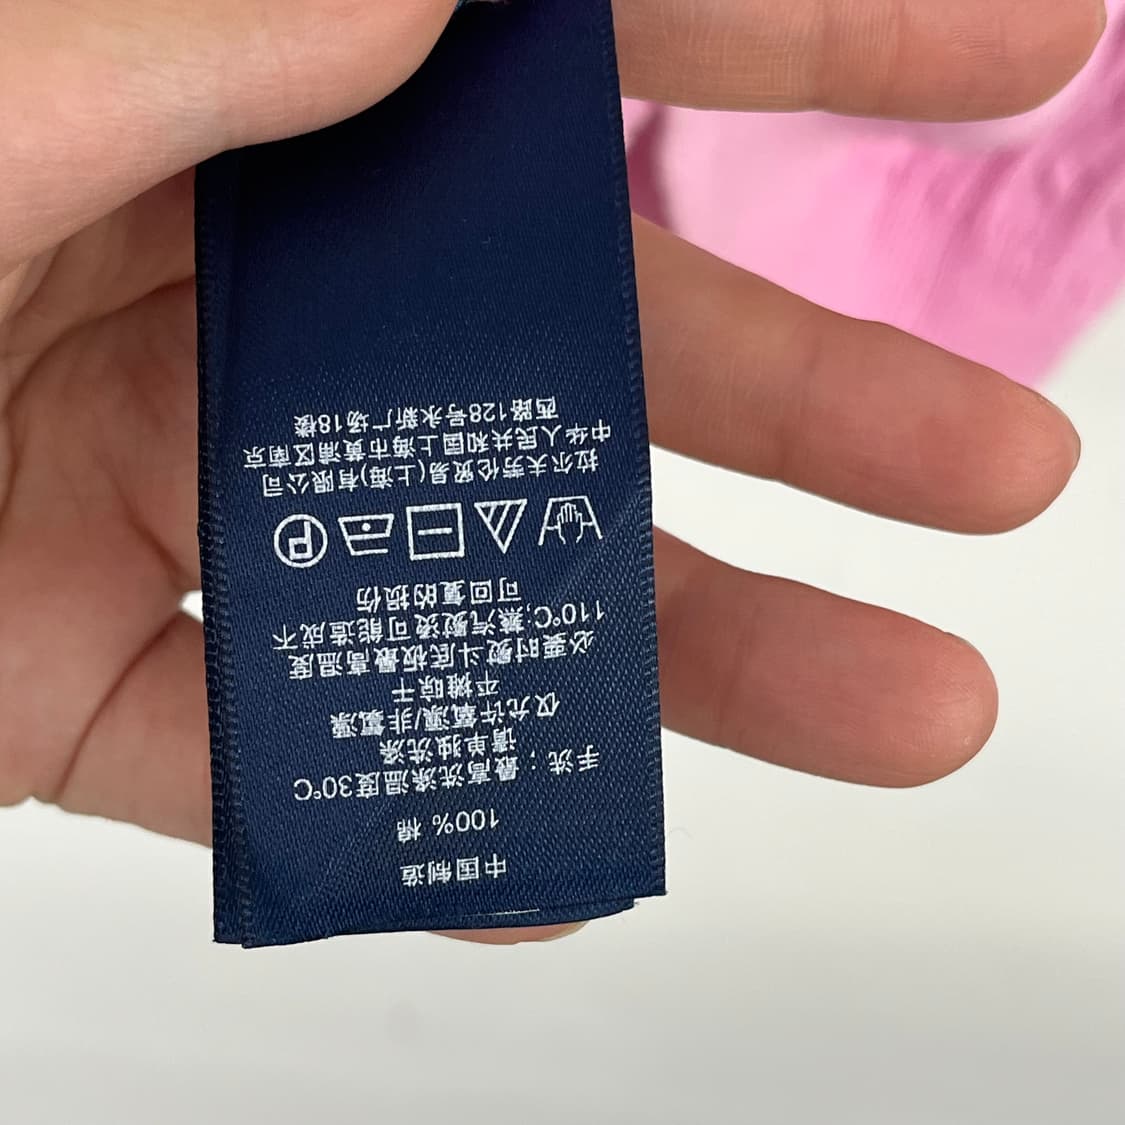 中国制造
100% 棉
手洗：最高洗涤温度30°C
请单独洗涤
仅允许氧漂/非氯漂
平摊晾干
必要时熨斗底板最高温度
110°C,蒸汽熨烫可能造成不
可回复的损伤
P
拉尔夫劳伦贸易(上海)有限公司
中华人民共和国上海市黄浦区南京
西路128号永新广场18楼